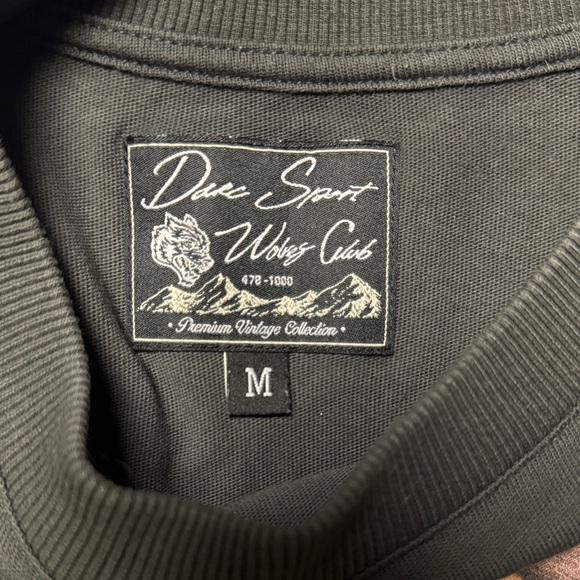 Darc Sport
Wolves Club
478-1000
• Premium Vintage Collection •
M